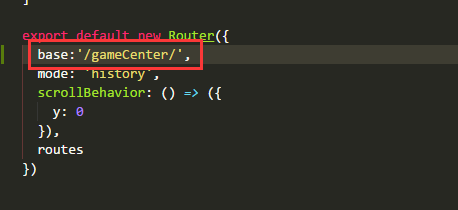 ]
export default new Router({
base:'/gameCenter/',
mode: 'history',
scrollBehavior: () => ({
y: 0
}),
routes
})